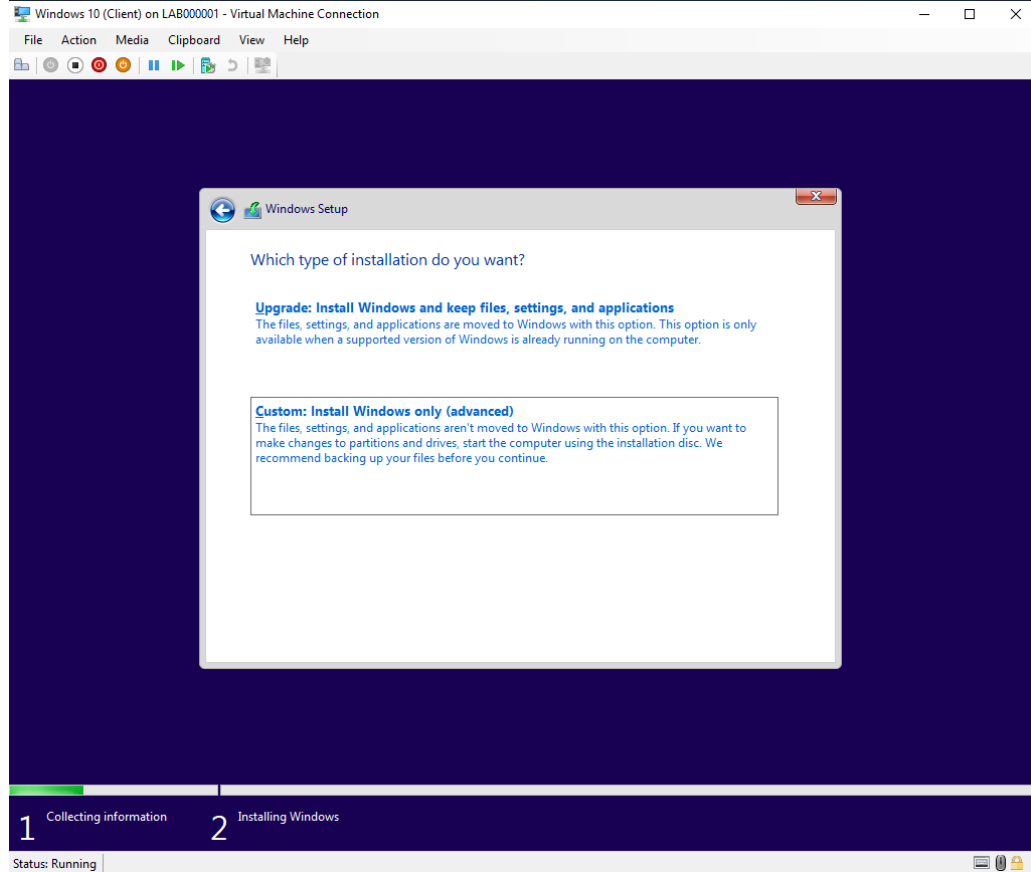 Windows 10 (Client) on LAB000001 - Virtual Machine Connection
File Action Media Clipboard View Help
Windows Setup
Which type of installation do you want?
Upgrade: Install Windows and keep files, settings, and applications
The files, settings, and applications are moved to Windows with this option. This option is only
available when a supported version of Windows is already running on the computer.
Custom: Install Windows only (advanced)
The files, settings, and applications aren't moved to Windows with this option. If you want to
make changes to partitions and drives, start the computer using the installation disc. We
recommend backing up your files before you continue.
1 Collecting information 2 Installing Windows
Status: Running